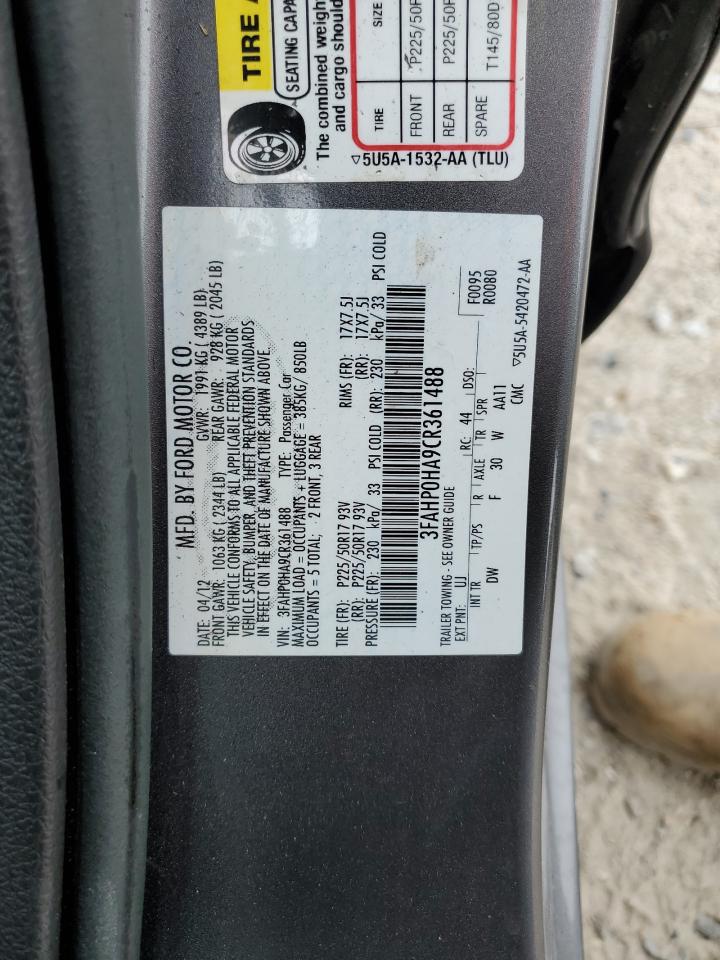 TIRE
SEATING CAPA
The combined weight
and cargo should
TIRE SIZE
FRONT P225/50R
REAR P225/50R
SPARE T145/80D
▽5U5A-1532-AA (TLU)
MFD. BY FORD MOTOR CO.
DATE: 04/12 GVWR: 1991 KG ( 4389 LB)
FRONT GAWR: 1063 KG ( 2344 LB) REAR GAWR: 928 KG ( 2045 LB)
THIS VEHICLE CONFORMS TO ALL APPLICABLE FEDERAL MOTOR
VEHICLE SAFETY, BUMPER, AND THEFT PREVENTION STANDARDS
IN EFFECT ON THE DATE OF MANUFACTURE SHOWN ABOVE.
VIN: 3FAHP0HA9CR361488 TYPE: Passenger Car
MAXIMUM LOAD = OCCUPANTS + LUGGAGE = 385KG/ 850LB
OCCUPANTS = 5 TOTAL; 2 FRONT, 3 REAR
TIRE (FR): P225/50R17 93V RIMS (FR): 17X7.5J
(RR): P225/50R17 93V (RR): 17X7.5J
PRESSURE (FR): 230 kPa/ 33 PSI COLD (RR): 230 kPa/ 33 PSI COLD
3FAHP0HA9CR361488
TRAILER TOWING - SEE OWNER GUIDE F0095
EXT PNT: UJ RC: 44 DSO: R0080
INT TR TP/PS R AXLE TR SPR
DW F 30 W AA11
CMC ▽5U5A-5420472-AA